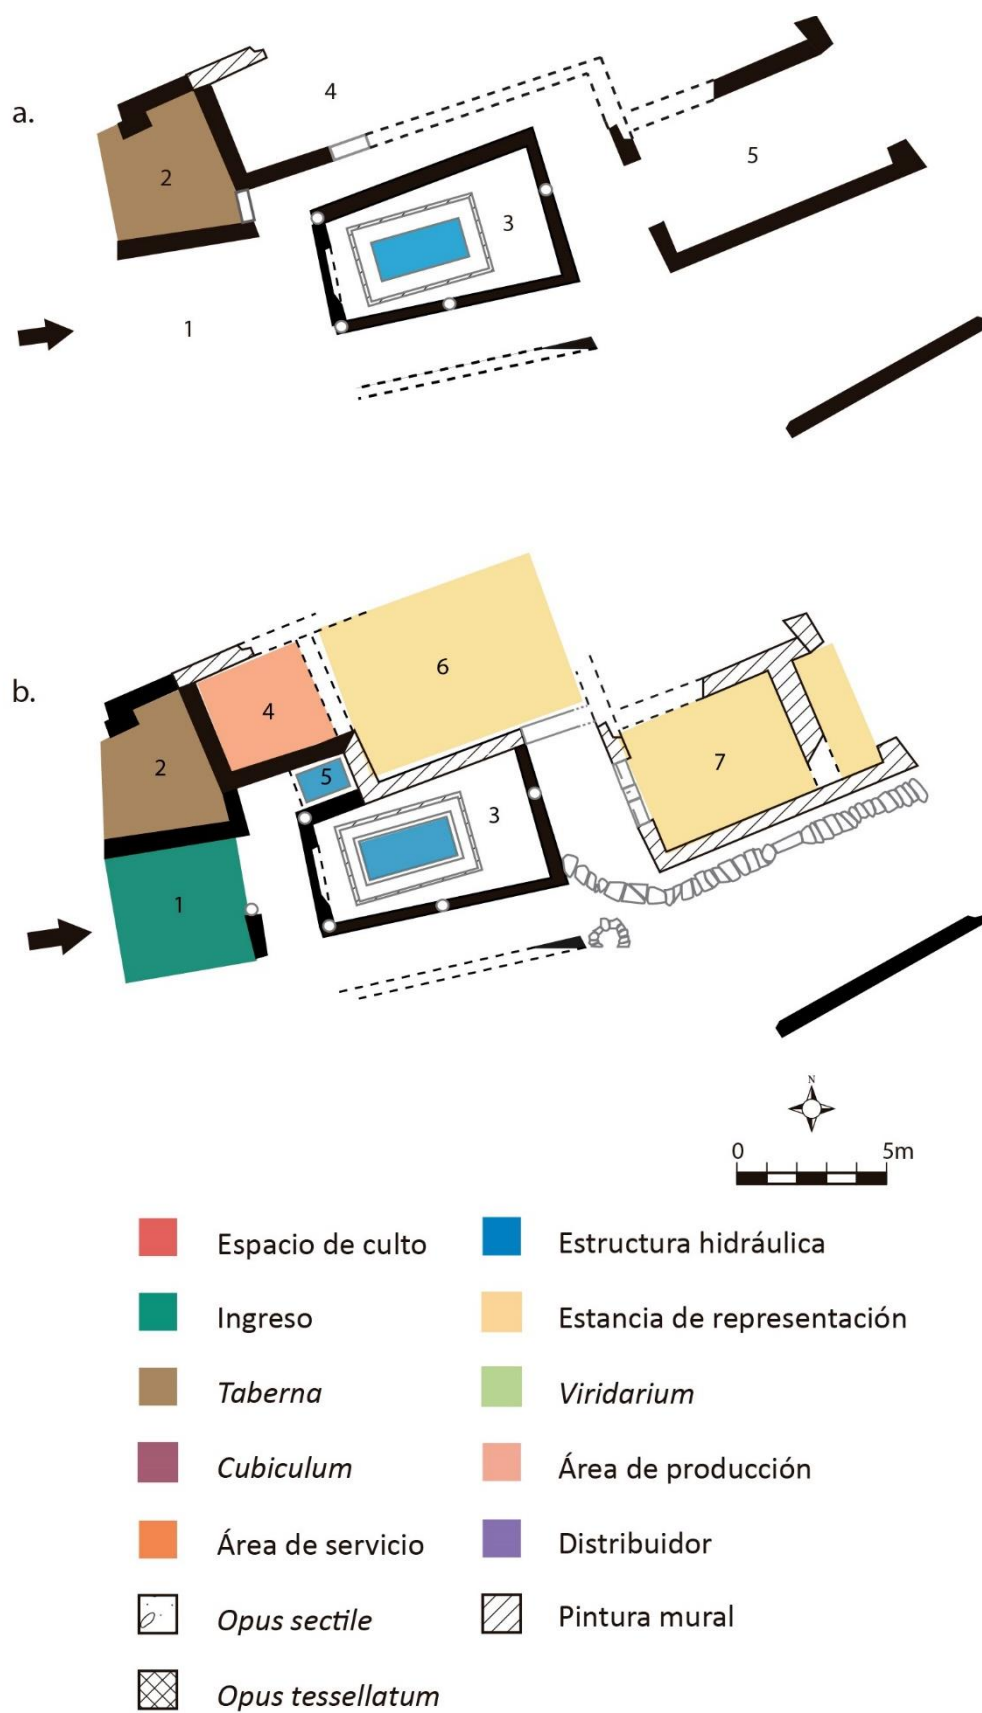 a.
4
2
5
3
1
b.
6
4
7
2
5
3
1
N
0 5m
Espacio de culto Estructura hidráulica
Ingreso Estancia de representación
Taberna Viridarium
Cubiculum Área de producción
Área de servicio Distribuidor
Opus sectile Pintura mural
Opus tessellatum